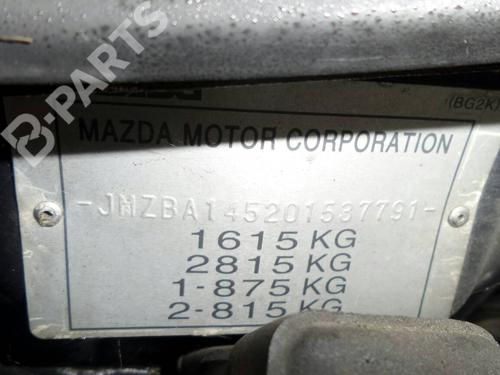 B-PARTS
(BG2K)
MAZDA MOTOR CORPORATION
-JMZBA145201537791-
1615 KG
2815 KG
1-875 KG
2-815 KG